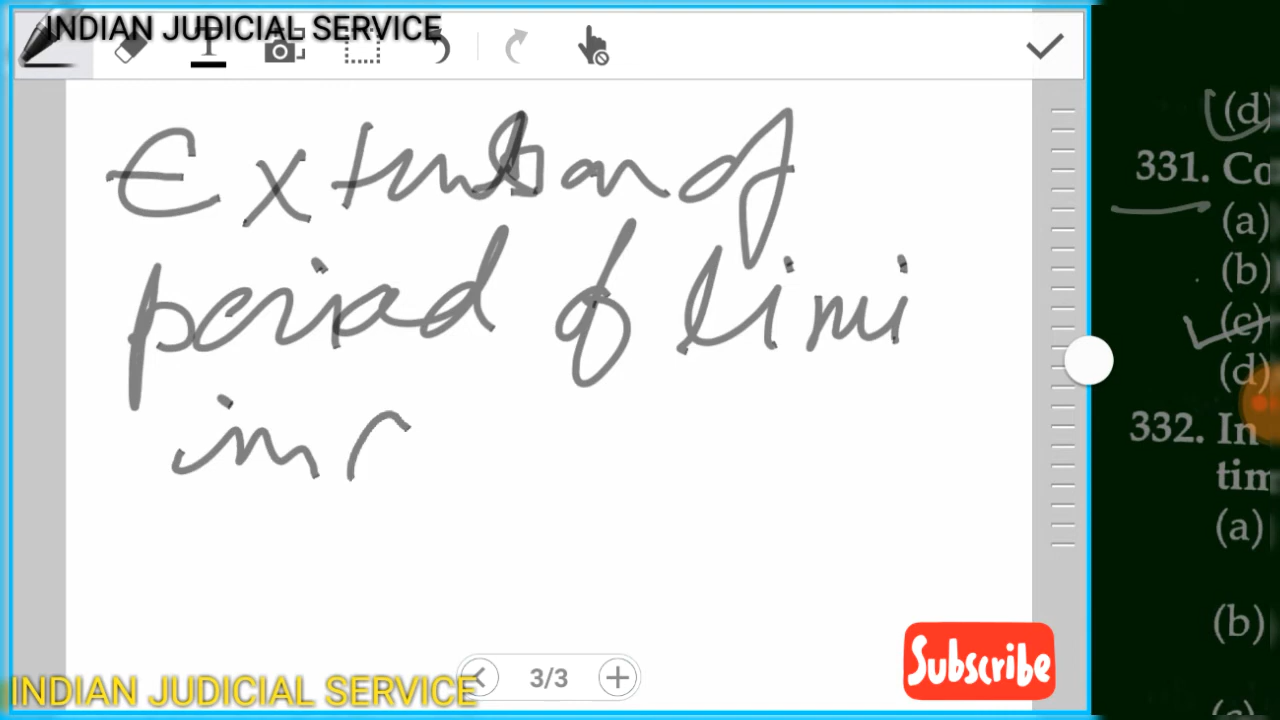 INDIAN JUDICIAL SERVICE
T
Extension of
period of limi
in
3/3
Subscribe
INDIAN JUDICIAL SERVICE
(d)
331. Co
(a)
(b)
(c)
(d)
332. In
tim
(a)
(b)